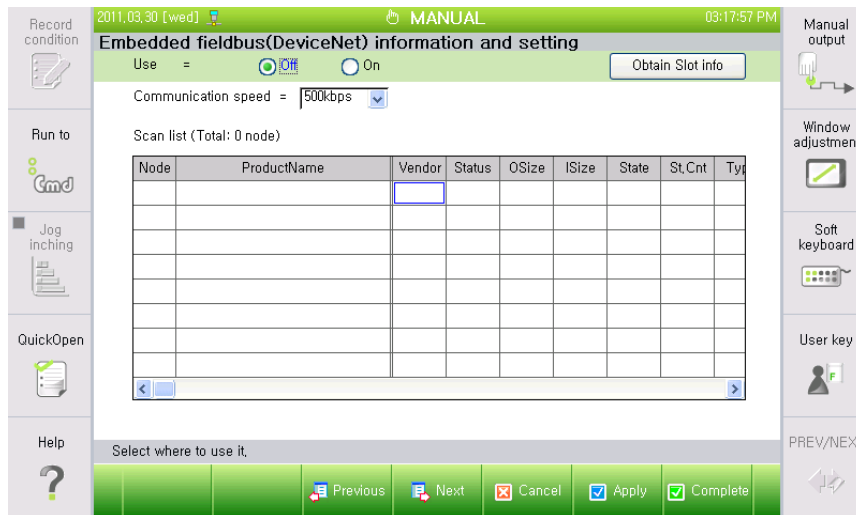 Record condition
2011,03,30 [wed]
MANUAL
03:17:57 PM
Manual output
Embedded fieldbus(DeviceNet) information and setting
Use = Off On
Obtain Slot info
Communication speed = 500kbps
Run to
Cmd
Scan list (Total: 0 node)
Window adjustmen
Node ProductName Vendor Status OSize ISize State St,Cnt Typ
Jog inching
Soft keyboard
QuickOpen
User key
F
Help
PREV/NEX
Select where to use it,
Previous Next Cancel Apply Complete